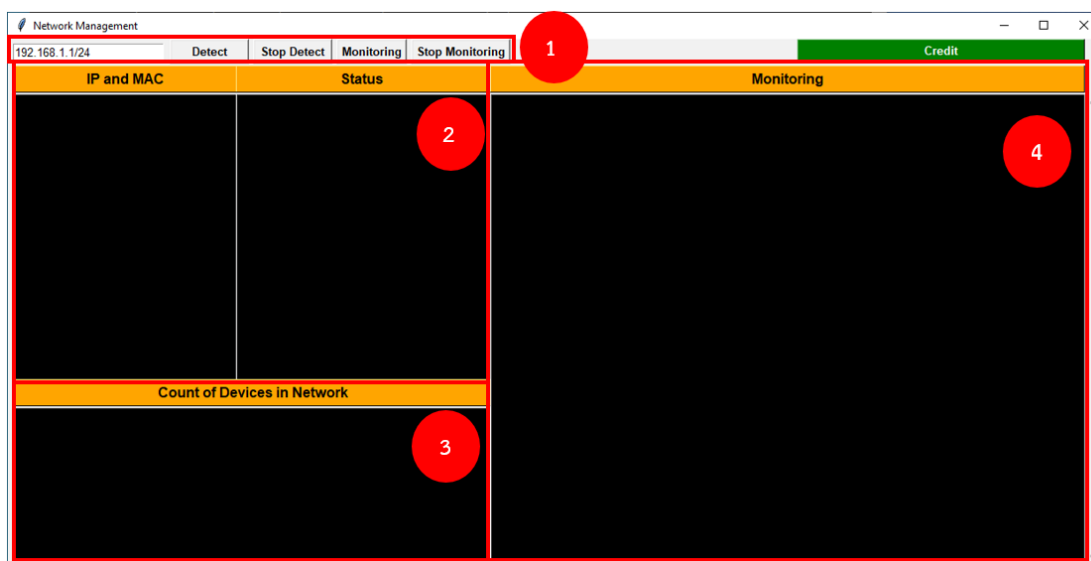 Network Management
192.168.1.1/24 Detect Stop Detect Monitoring Stop Monitoring 1 Credit
IP and MAC Status Monitoring
2
4
Count of Devices in Network
3